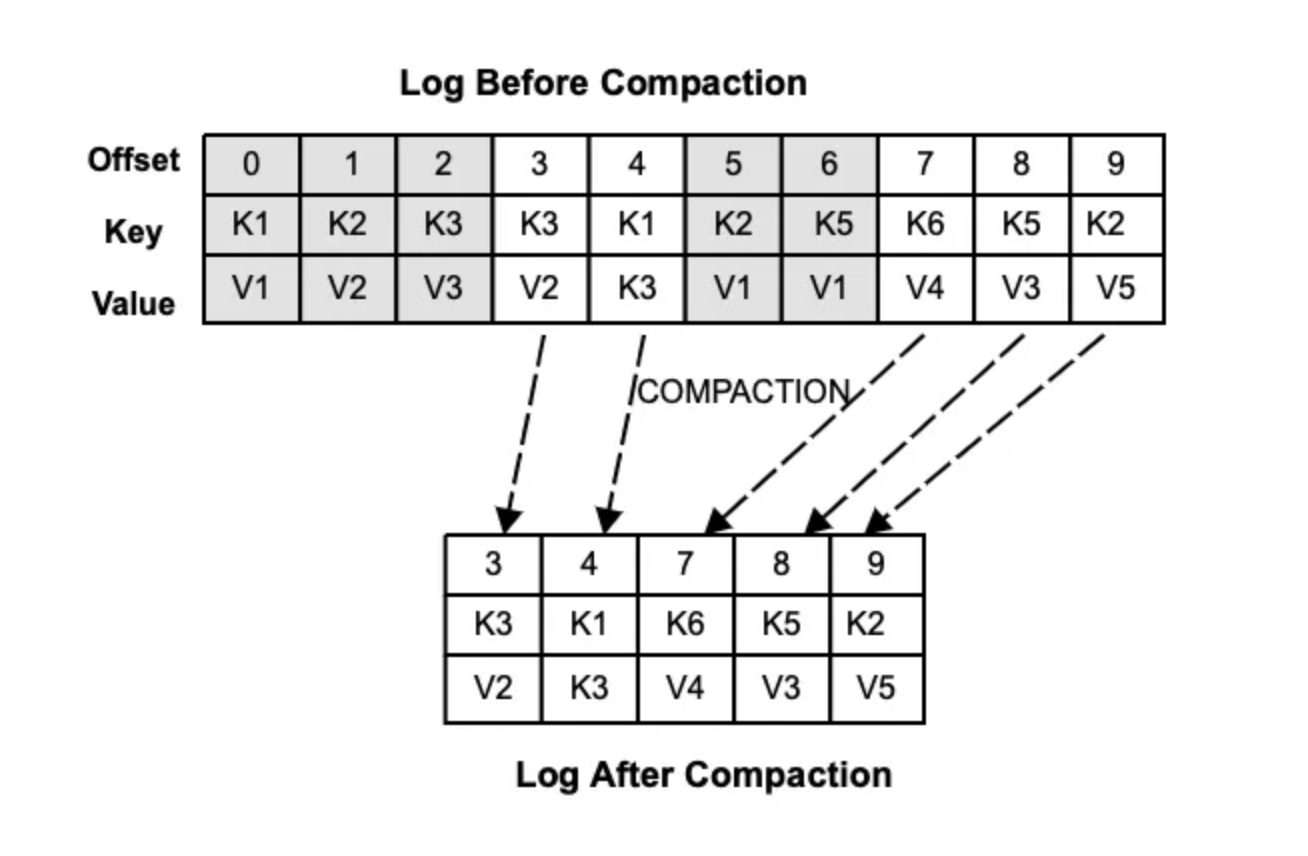 Log Before Compaction
Offset 0 1 2 3 4 5 6 7 8 9
Key K1 K2 K3 K3 K1 K2 K5 K6 K5 K2
Value V1 V2 V3 V2 K3 V1 V1 V4 V3 V5
COMPACTION
3 4 7 8 9
K3 K1 K6 K5 K2
V2 K3 V4 V3 V5
Log After Compaction